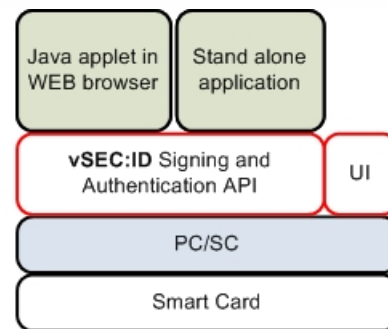 Java applet in
WEB browser
Stand alone
application
vSEC:ID Signing and
Authentication API
UI
PC/SC
Smart Card